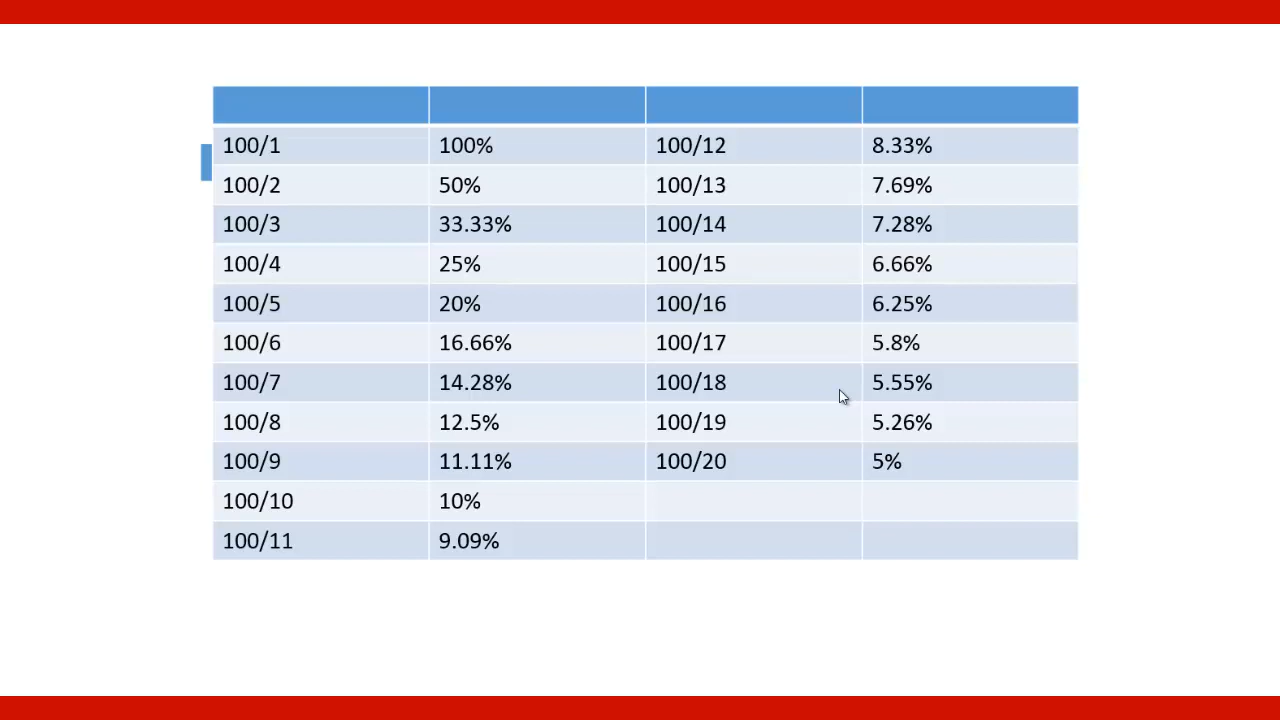 100/1 100% 100/12 8.33%
100/2 50% 100/13 7.69%
100/3 33.33% 100/14 7.28%
100/4 25% 100/15 6.66%
100/5 20% 100/16 6.25%
100/6 16.66% 100/17 5.8%
100/7 14.28% 100/18 5.55%
100/8 12.5% 100/19 5.26%
100/9 11.11% 100/20 5%
100/10 10%
100/11 9.09%